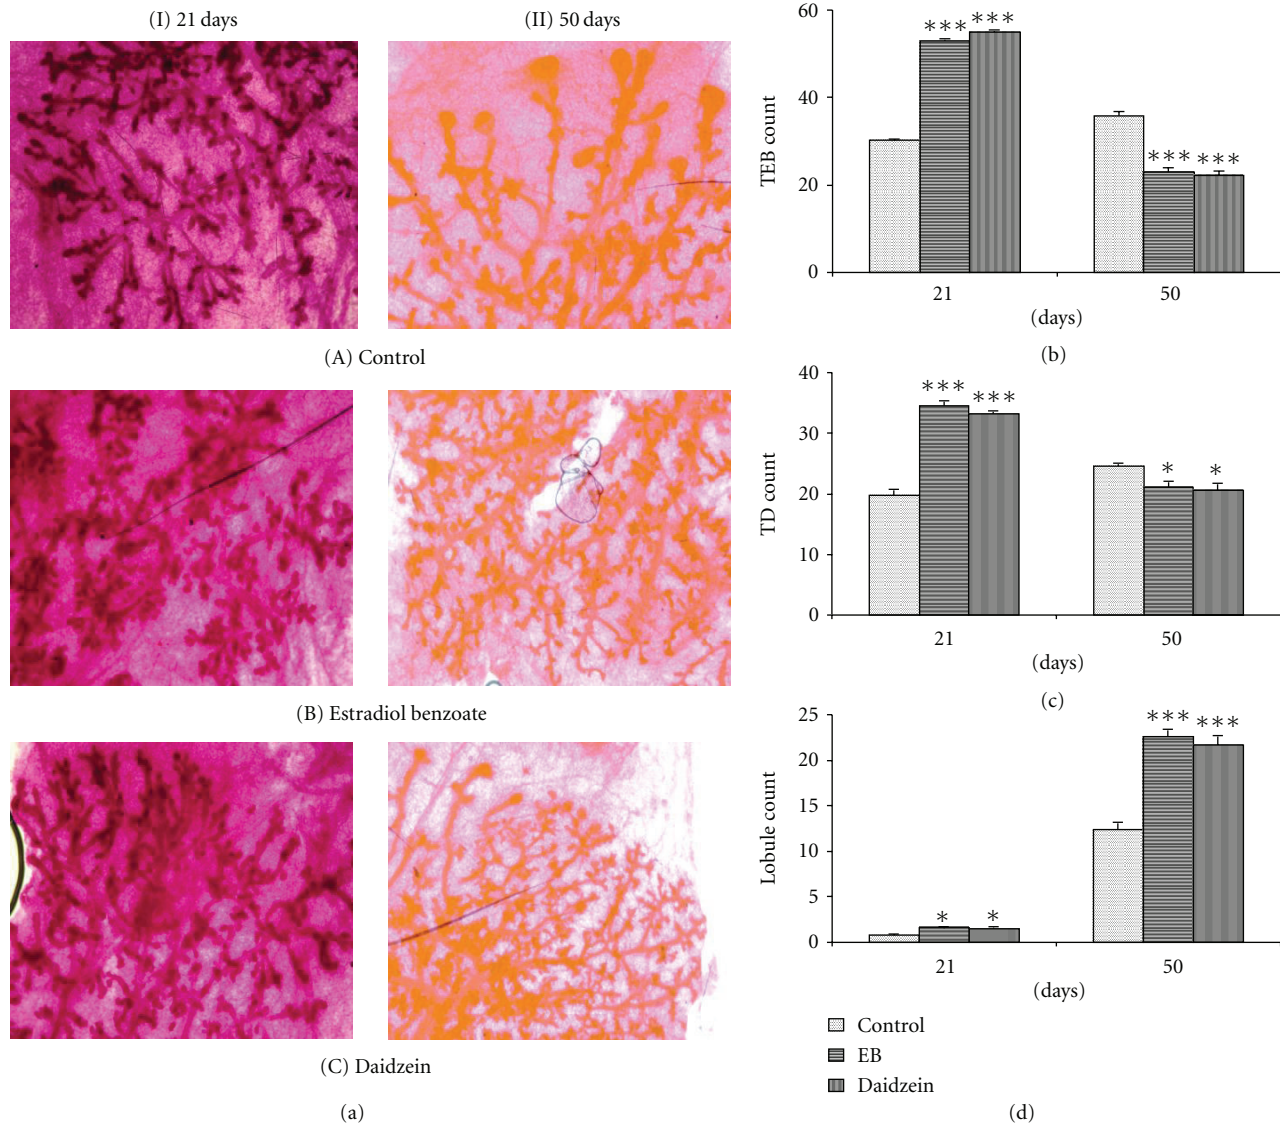 (I) 21 days
(II) 50 days
(A) Control
(B) Estradiol benzoate
(C) Daidzein
(a)
60
40
20
0
TEB count
***
***
***
***
21
50
(days)
(b)
40
30
20
10
0
TD count
***
***
*
*
21
50
(days)
(c)
25
20
15
10
5
0
Lobule count
*
*
***
***
21
50
(days)
Control
EB
Daidzein
(d)